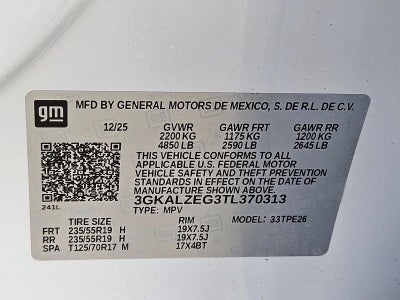 gm
MFD BY GENERAL MOTORS DE MEXICO, S. DE R.L. DE C.V.
12/25 GVWR GAWR FRT GAWR RR
2200 KG 1175 KG 1200 KG
4850 LB 2590 LB 2645 LB
THIS VEHICLE CONFORMS TO ALL
APPLICABLE U.S. FEDERAL MOTOR
VEHICLE SAFETY AND THEFT PREVENTION
STANDARDS IN EFFECT ON THE DATE OF
MANUFACTURE SHOWN ABOVE.
3GKALZEG3TL370313
241L TYPE: MPV MODEL: 33TPE26
TIRE SIZE RIM
FRT 235/55R19 H 19X7.5J
RR 235/55R19 H 19X7.5J
SPA T125/70R17 M 17X4BT